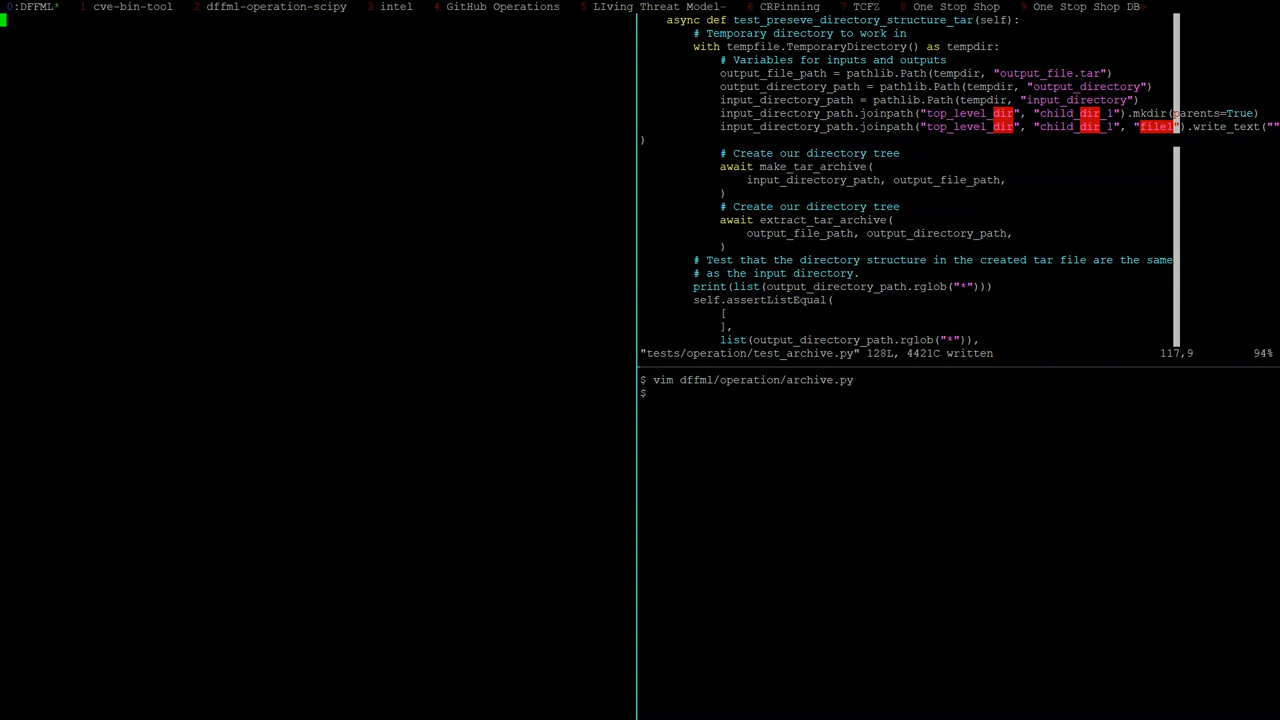 0:DFFML* 1 cve-bin-tool 2 dffml-operation-scipy 3 intel 4 GitHub Operations 5 LIving Threat Model- 6 CRPinning 7 TCFZ 8 One Stop Shop 9 One Stop Shop DB>
async def test_preseve_directory_structure_tar(self):
# Temporary directory to work in
with tempfile.TemporaryDirectory() as tempdir:
# Variables for inputs and outputs
output_file_path = pathlib.Path(tempdir, "output_file.tar")
output_directory_path = pathlib.Path(tempdir, "output_directory")
input_directory_path = pathlib.Path(tempdir, "input_directory")
input_directory_path.joinpath("top_level_dir", "child_dir_1").mkdir(parents=True)
input_directory_path.joinpath("top_level_dir", "child_dir_1", "file1").write_text(""
)
# Create our directory tree
await make_tar_archive(
input_directory_path, output_file_path,
)
# Create our directory tree
await extract_tar_archive(
output_file_path, output_directory_path,
)
# Test that the directory structure in the created tar file are the same
# as the input directory.
print(list(output_directory_path.rglob("*")))
self.assertListEqual(
[
],
list(output_directory_path.rglob("*")),
"tests/operation/test_archive.py" 128L, 4421C written 117,9 94%
$ vim dffml/operation/archive.py
$